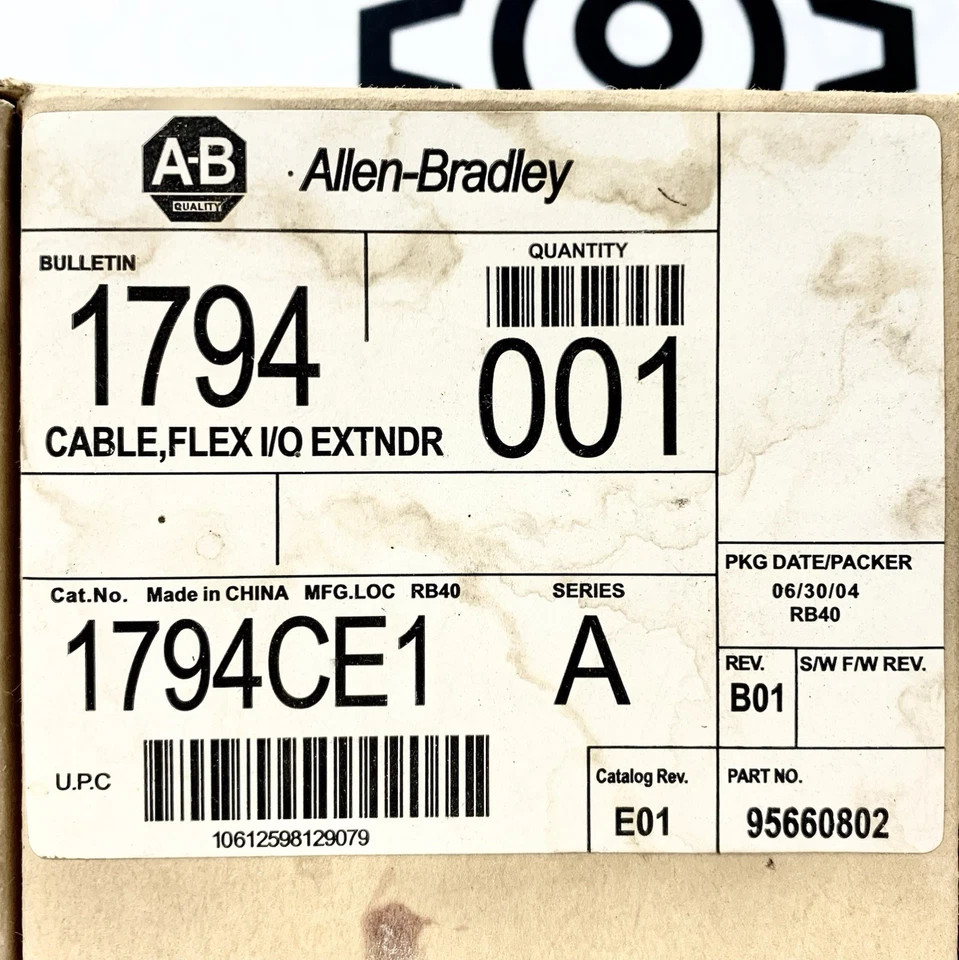 A-B
QUALITY
Allen-Bradley
BULLETIN
1794
CABLE,FLEX I/O EXTNDR
QUANTITY
001
Cat.No. Made in CHINA MFG.LOC RB40
1794CE1
SERIES
A
U.P.C
10612598129079
Catalog Rev.
E01
PKG DATE/PACKER
06/30/04
RB40
REV.
B01
S/W F/W REV.
PART NO.
95660802